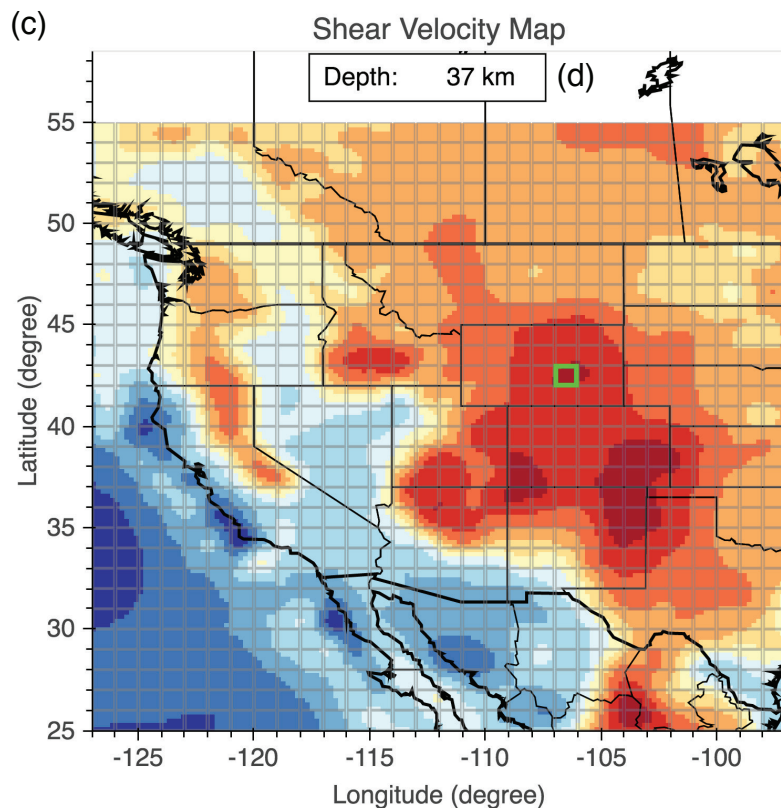 (c)
Shear Velocity Map
Depth: 37 km
(d)
55
50
45
40
35
30
25
Latitude (degree)
-125 -120 -115 -110 -105 -100
Longitude (degree)